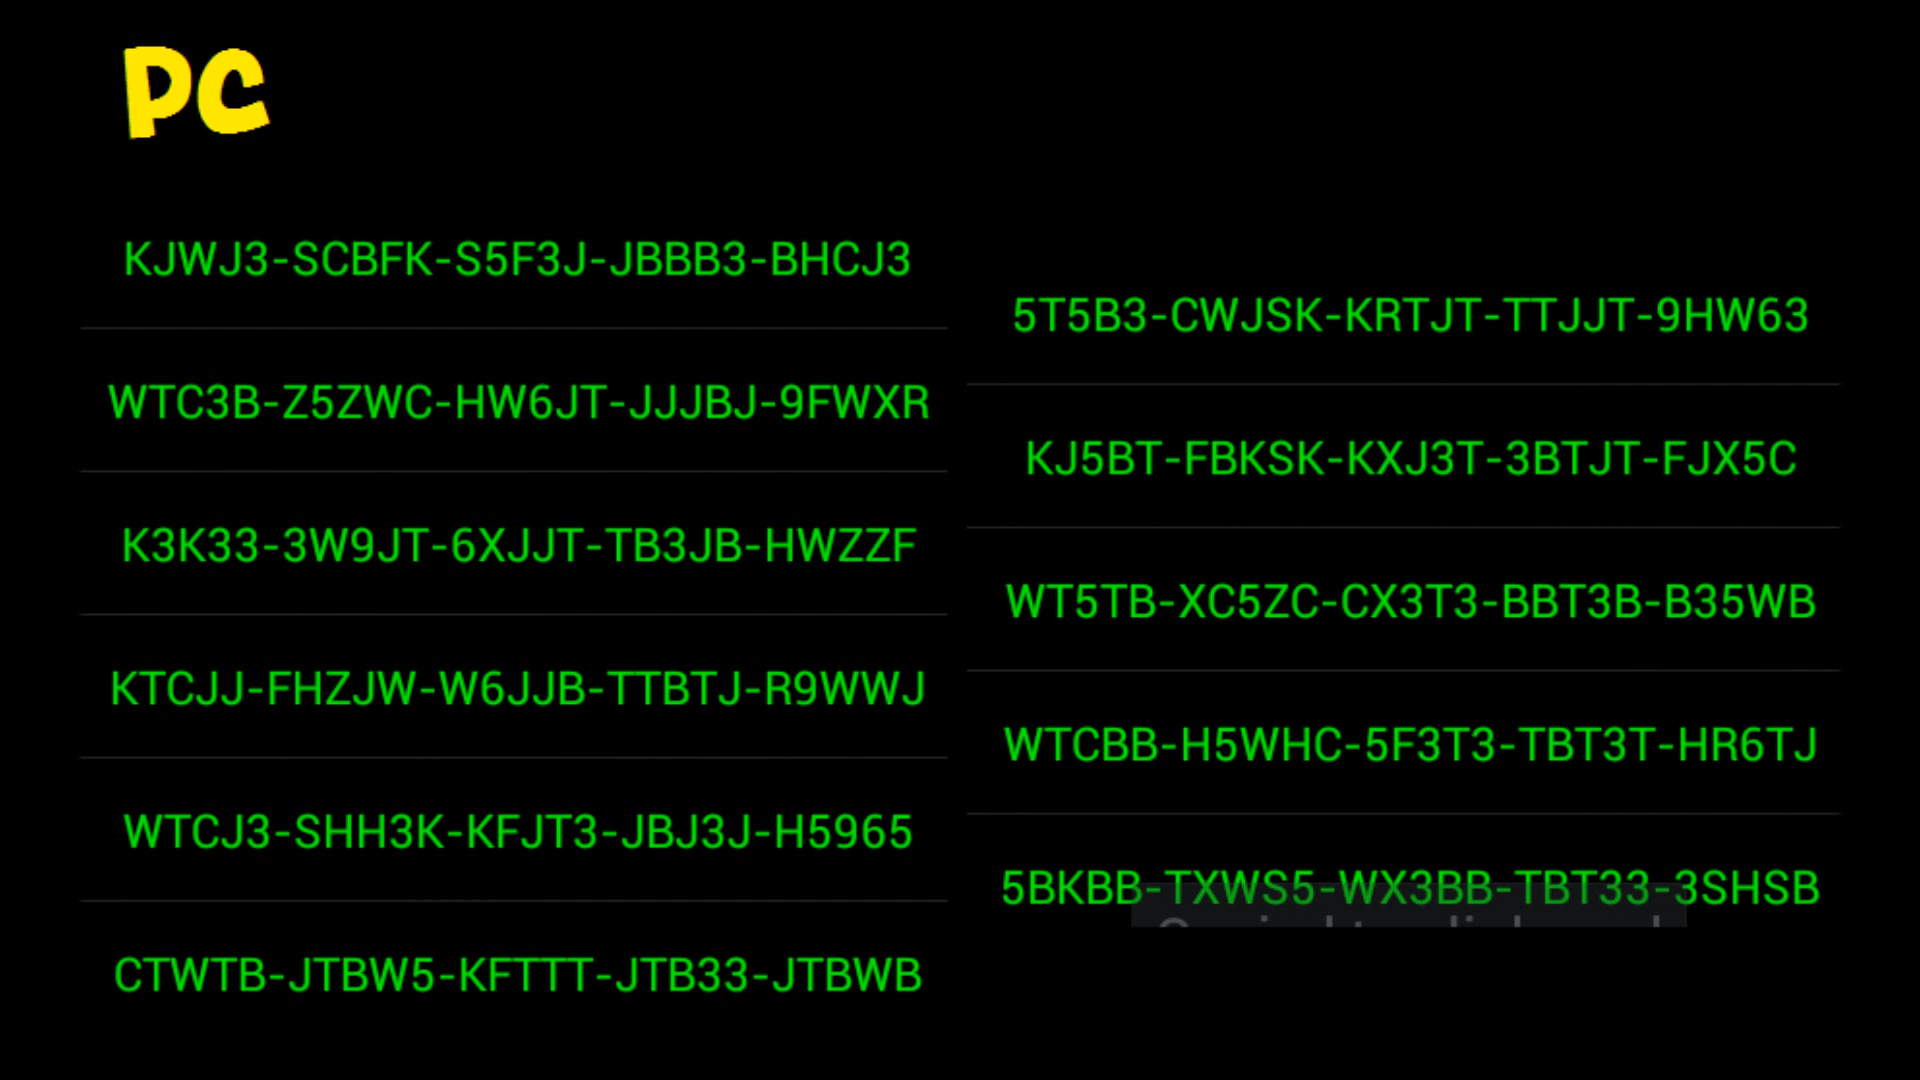 PC
KJWJ3-SCBFK-S5F3J-JBBB3-BHCJ3
WTC3B-Z5ZWC-HW6JT-JJJBJ-9FWXR
K3K33-3W9JT-6XJJT-TB3JB-HWZZF
KTCJJ-FHZJW-W6JJB-TTBTJ-R9WWJ
WTCJ3-SHH3K-KFJT3-JBJ3J-H5965
CTWTB-JTBW5-KFTTT-JTB33-JTBWB
5T5B3-CWJSK-KRTJT-TTJJT-9HW63
KJ5BT-FBKSK-KXJ3T-3BTJT-FJX5C
WT5TB-XC5ZC-CX3T3-BBT3B-B35WB
WTCBB-H5WHC-5F3T3-TBT3T-HR6TJ
5BKBB-TXWS5-WX3BB-TBT33-3SHSB